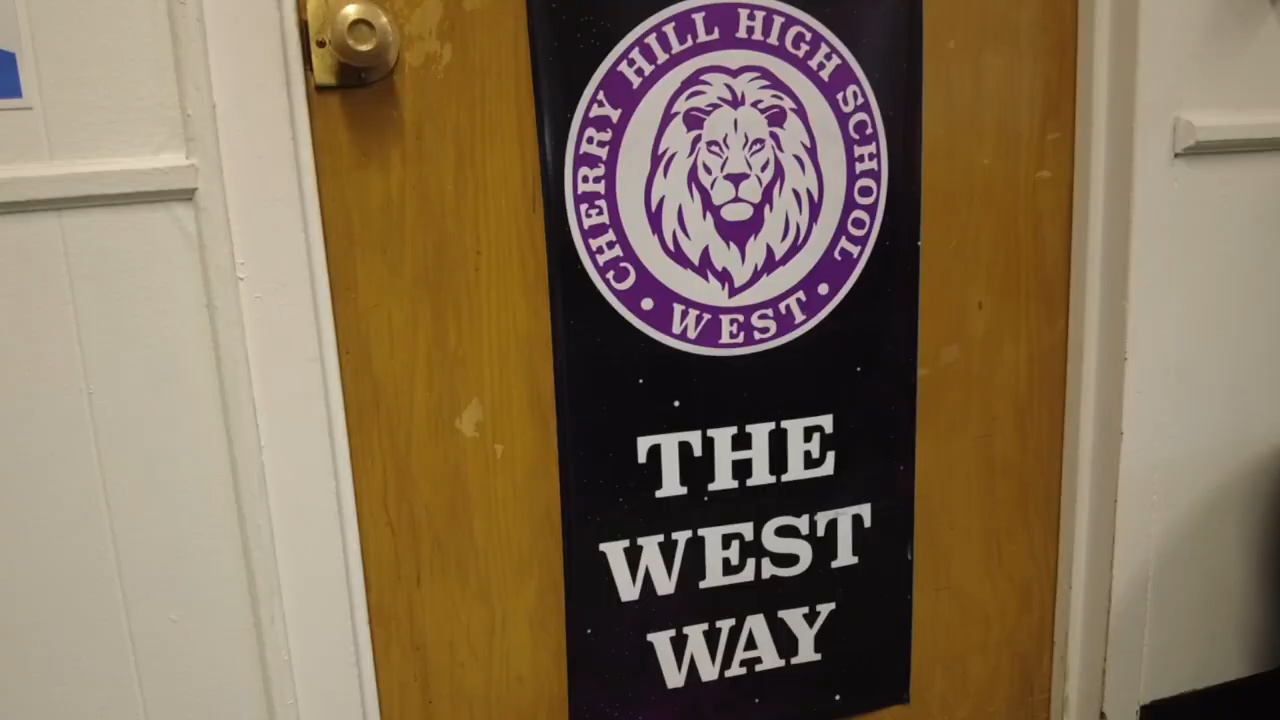 CHERRY HILL HIGH SCHOOL
• WEST •
THE
WEST
WAY